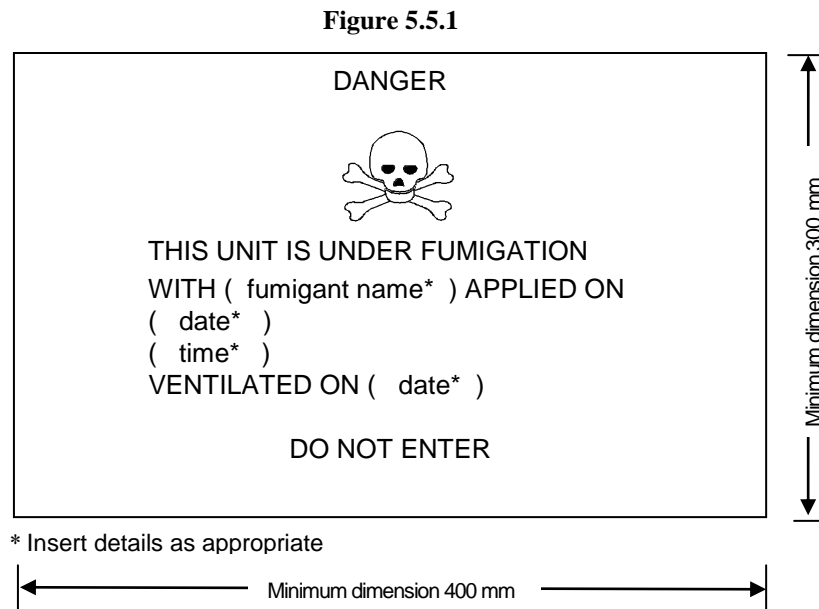 Figure 5.5.1
DANGER
THIS UNIT IS UNDER FUMIGATION
WITH ( fumigant name* ) APPLIED ON
( date* )
( time* )
VENTILATED ON ( date* )
DO NOT ENTER
Minimum dimension 300 mm
* Insert details as appropriate
Minimum dimension 400 mm